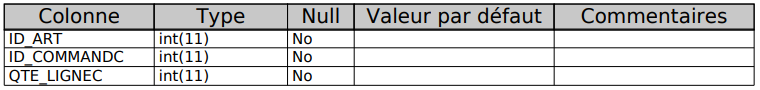 Colonne Type Null Valeur par défaut Commentaires
ID_ART int(11) No
ID_COMMANDC int(11) No
QTE_LIGNEC int(11) No